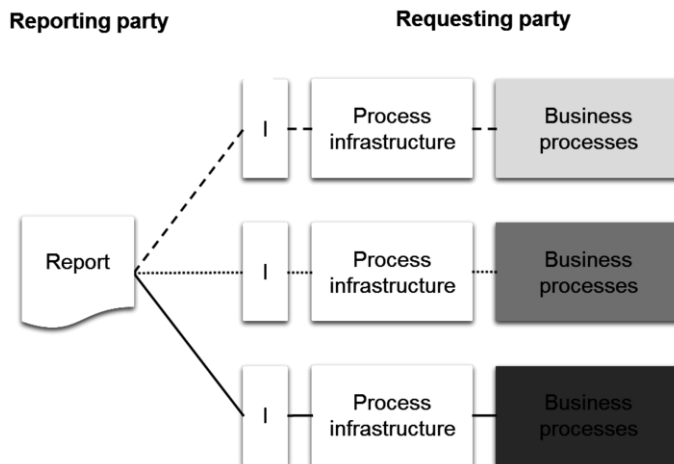 Reporting party
Requesting party
I
Process
infrastructure
Business
processes
Report
I
Process
infrastructure
Business
processes
I
Process
infrastructure
Business
processes